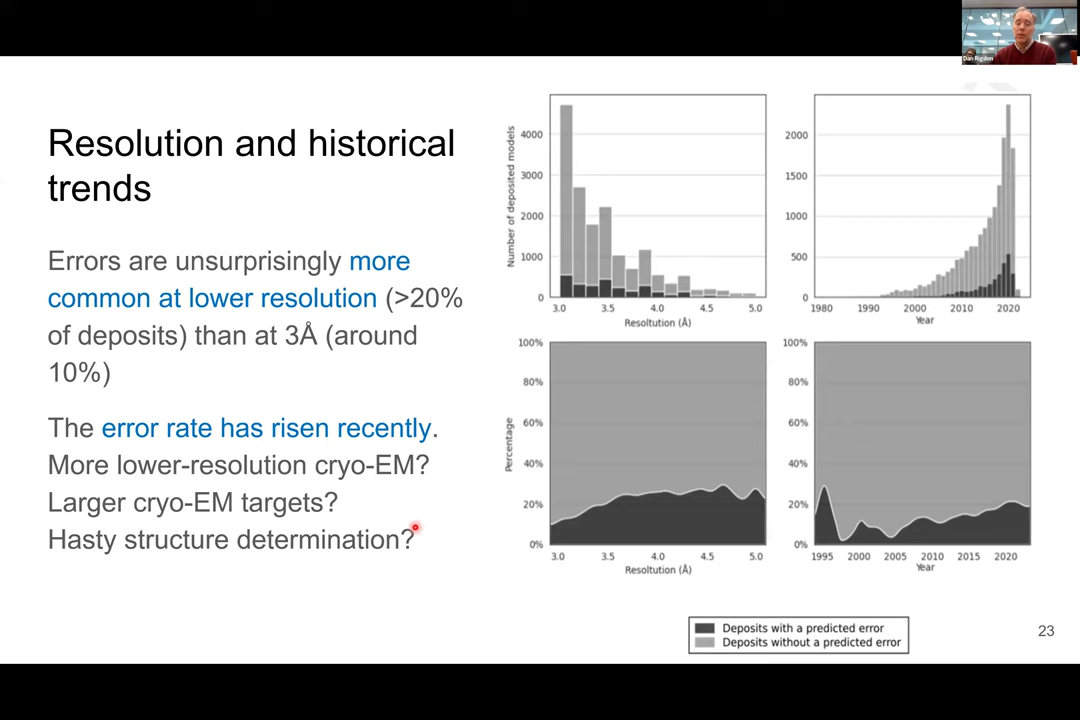 Dan Rigden
Resolution and historical
trends
Errors are unsurprisingly more
common at lower resolution (>20%
of deposits) than at 3Å (around
10%)
The error rate has risen recently.
More lower-resolution cryo-EM?
Larger cryo-EM targets?
Hasty structure determination?
Number of deposited models
4000
3000
2000
1000
0
3.0 3.5 4.0 4.5 5.0
Resoltution (Å)
2000
1500
1000
500
0
1980 1990 2000 2010 2020
Year
Percentage
100%
80%
60%
40%
20%
0%
3.0 3.5 4.0 4.5 5.0
Resoltution (Å)
100%
80%
60%
40%
20%
0%
1995 2000 2005 2010 2015 2020
Year
Deposits with a predicted error
Deposits without a predicted error
23